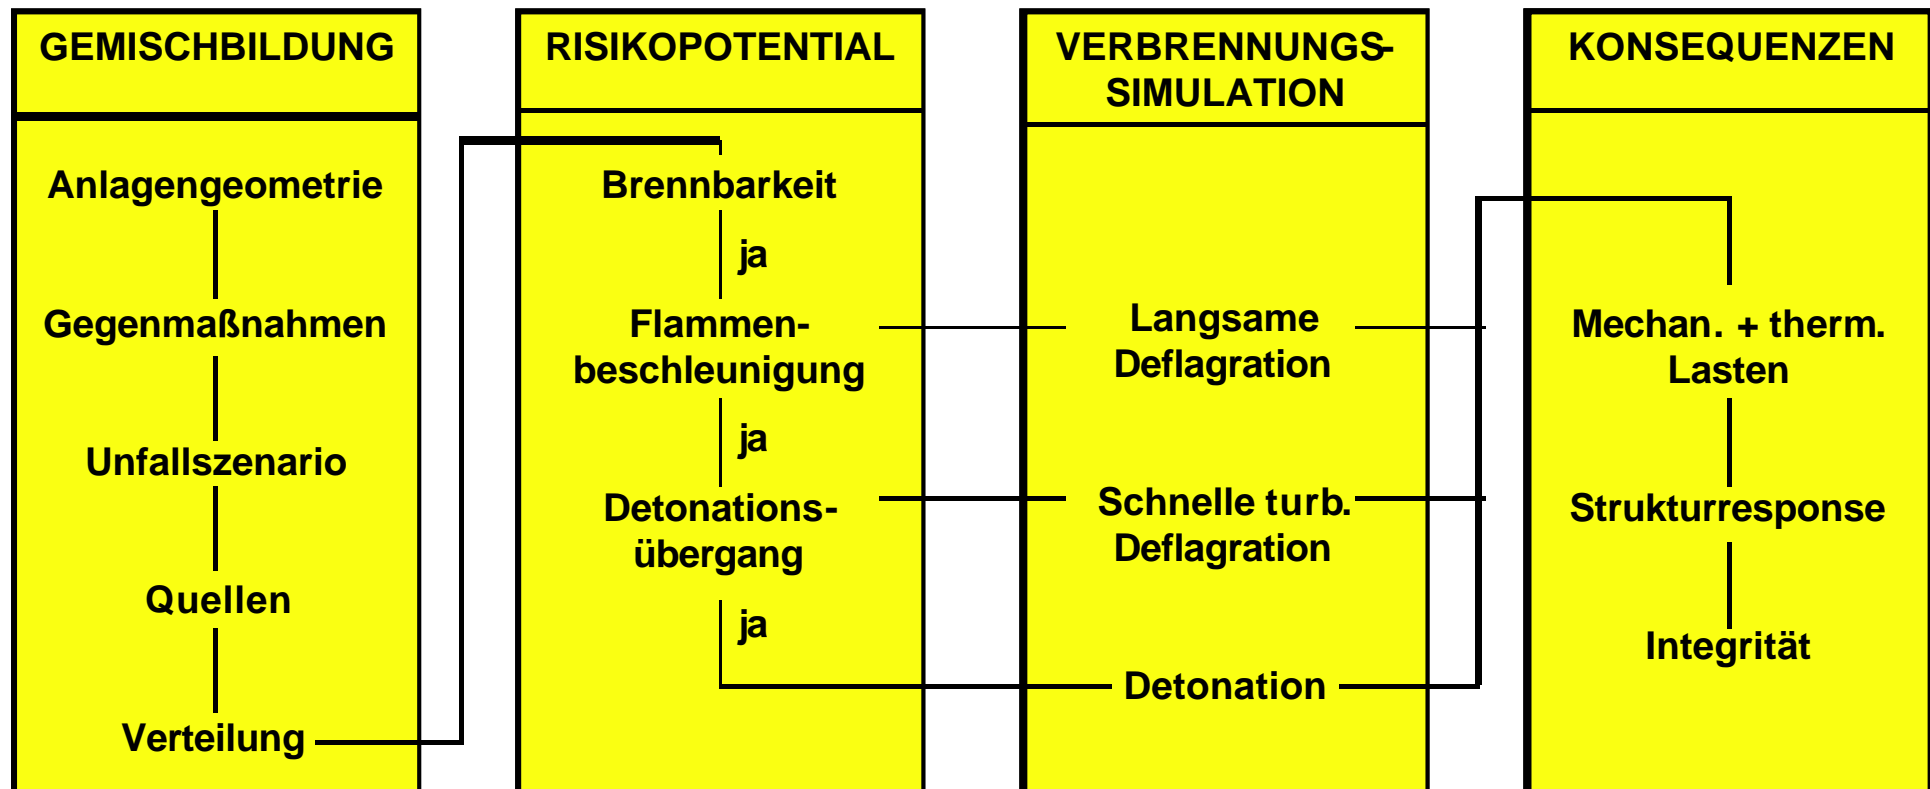 GEMISCHBILDUNG
Anlagengeometrie
Gegenmaßnahmen
Unfallszenario
Quellen
Verteilung
RISIKOPOTENTIAL
Brennbarkeit
ja
Flammen-
beschleunigung
ja
Detonations-
übergang
ja
VERBRENNUNGS-
SIMULATION
Langsame
Deflagration
Schnelle turb.
Deflagration
Detonation
KONSEQUENZEN
Mechan. + therm.
Lasten
Strukturresponse
Integrität